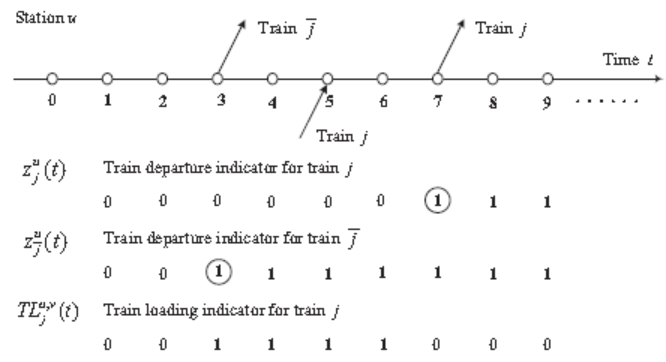 Station u
Train j̅
Train j
Time t
0 1 2 3 4 5 6 7 8 9 ......
Train j
z_j^u(t) Train departure indicator for train j
0 0 0 0 0 0 1 1 1
z_j̅^u(t) Train departure indicator for train j̅
0 0 1 1 1 1 1 1 1
TL_j^{u,v}(t) Train loading indicator for train j
0 0 1 1 1 1 0 0 0